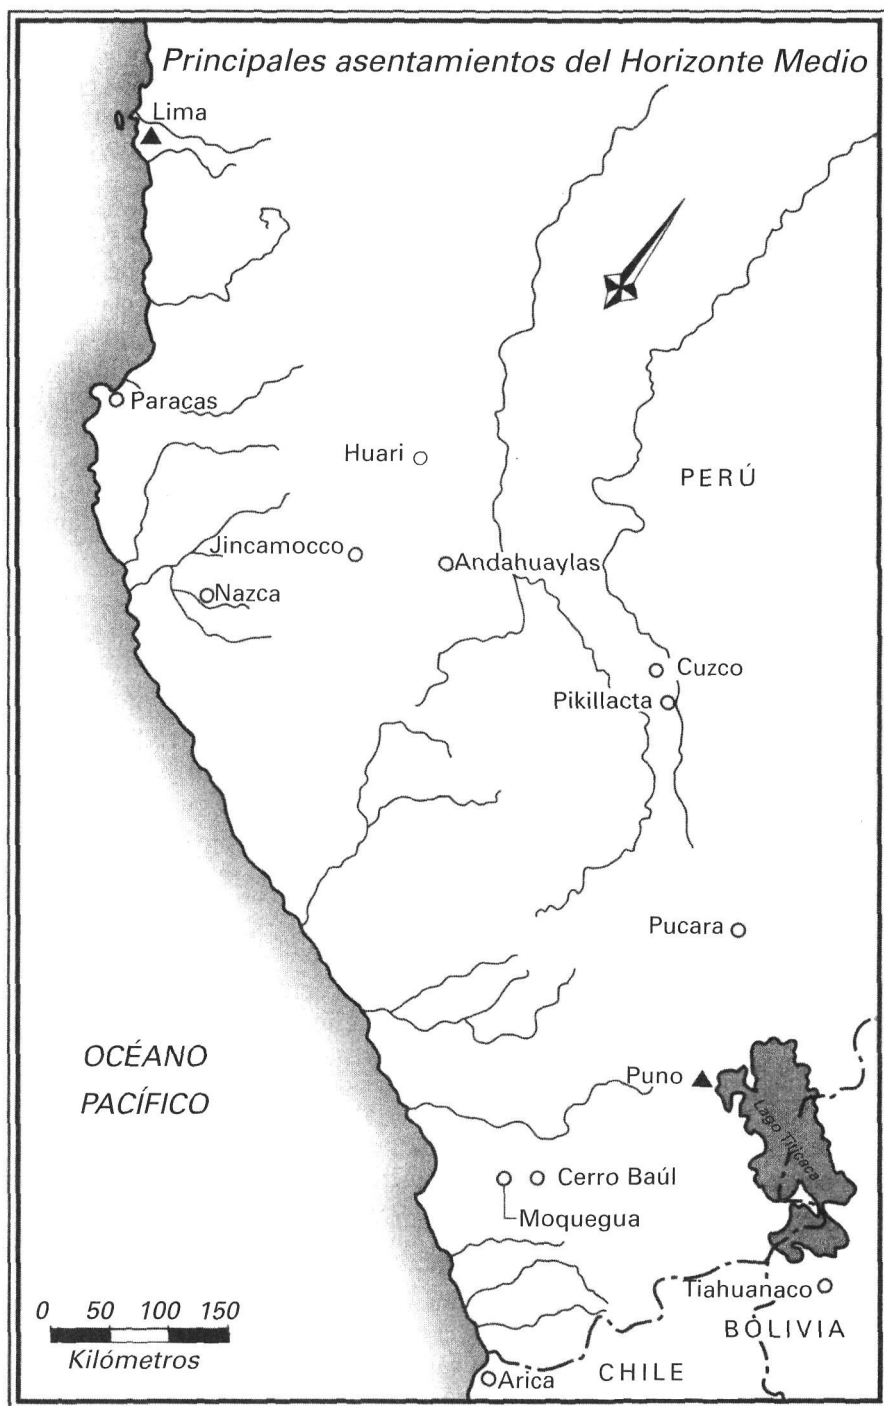 Principales asentamientos del Horizonte Medio
Lima
Paracas
Huari
PERÚ
Jincamocco
Andahuaylas
Nazca
Cuzco
Pikillacta
Pucara
OCÉANO
PACÍFICO
Puno
Lago Titicaca
Cerro Baúl
Moquegua
Tiahuanaco
0 50 100 150
Kilómetros
BOLIVIA
CHILE
Arica